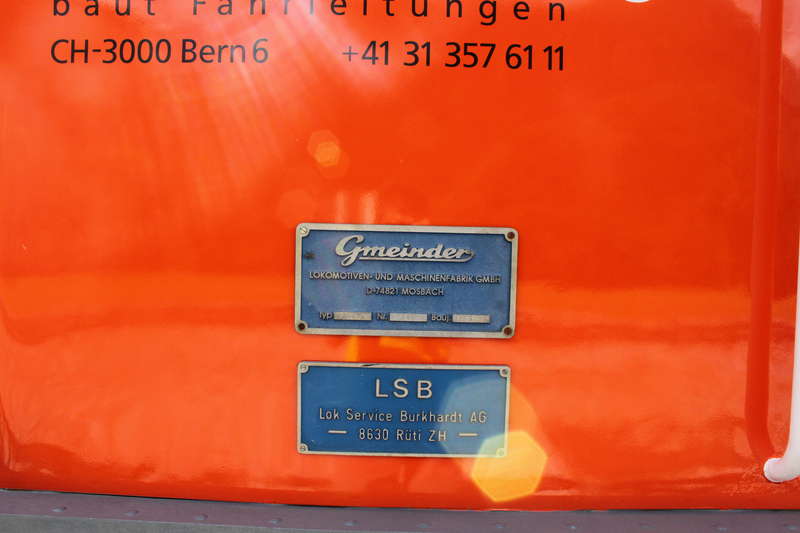 baut Fahrleitungen
CH-3000 Bern 6 +41 31 357 61 11
Gmeinder
LOKOMOTIVEN- UND MASCHINENFABRIK GMBH
D-74821 MOSBACH
Typ Nr. Bauj.
LSB
Lok Service Burkhardt AG
— 8630 Rüti ZH —